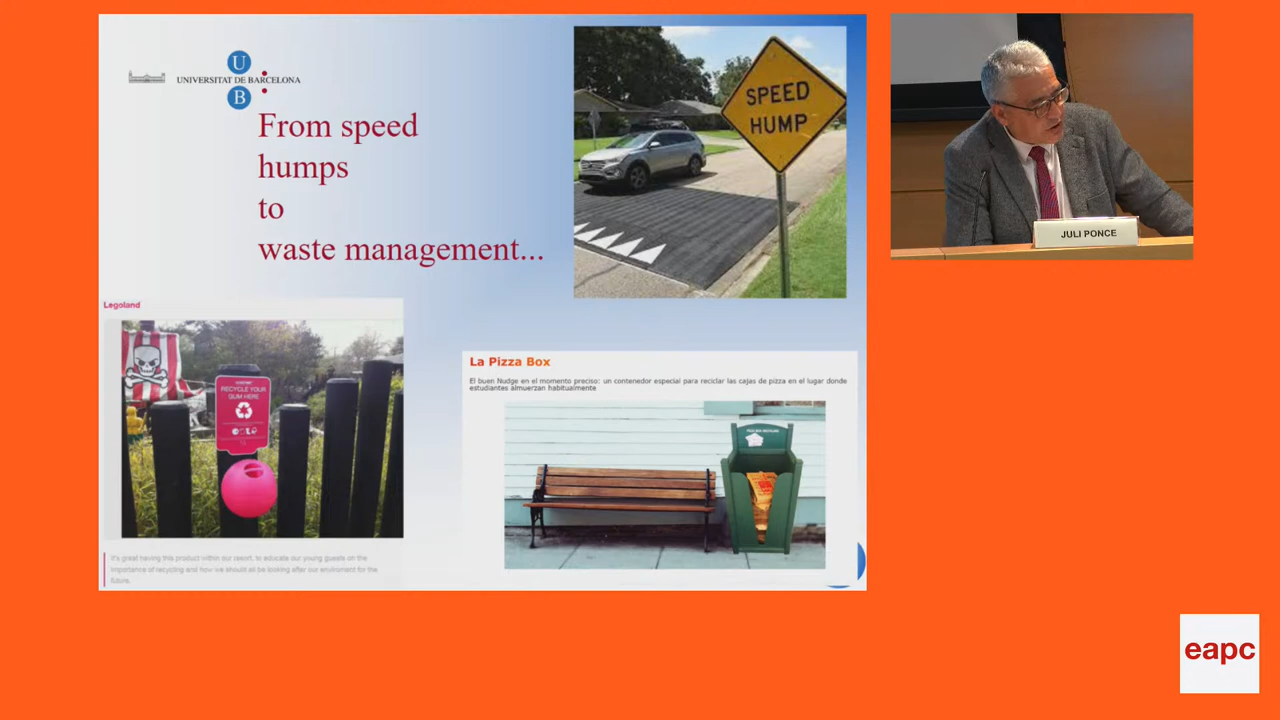 U
UNIVERSITAT DE BARCELONA
B
From speed
humps
to
waste management...
SPEED
HUMP
JULI PONCE
Legoland
RECYCLE YOUR
GUM HERE
It's great having this product within our resort, to educate our young guests on the
importance of recycling and how we should all be looking after our enviroment for the
future.
La Pizza Box
El buen Nudge en el momento preciso: un contenedor especial para reciclar las cajas de pizza en el lugar donde
estudiantes almuerzan habitualmente
eapc